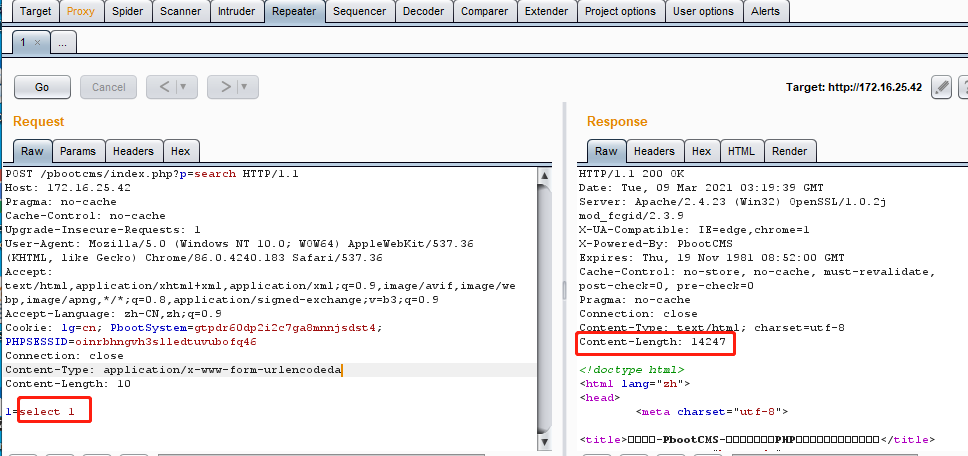 Target Proxy Spider Scanner Intruder Repeater Sequencer Decoder Comparer Extender Project options User options Alerts
1 × ...
Go Cancel < > Target: http://172.16.25.42 ?
Request
Raw Params Headers Hex
POST /pbootcms/index.php?p=search HTTP/1.1
Host: 172.16.25.42
Pragma: no-cache
Cache-Control: no-cache
Upgrade-Insecure-Requests: 1
User-Agent: Mozilla/5.0 (Windows NT 10.0; WOW64) AppleWebKit/537.36
(KHTML, like Gecko) Chrome/86.0.4240.183 Safari/537.36
Accept:
text/html,application/xhtml+xml,application/xml;q=0.9,image/avif,image/we
bp,image/apng,*/*;q=0.8,application/signed-exchange;v=b3;q=0.9
Accept-Language: zh-CN,zh;q=0.9
Cookie: lg=cn; PbootSystem=gtpdr60dp2i2c7ga8mnnjsdst4;
PHPSESSID=oinrbhngvh3slledtuvubofq46
Connection: close
Content-Type: application/x-www-form-urlencodeda
Content-Length: 10
1=select 1
Response
Raw Headers Hex HTML Render
HTTP/1.1 200 OK
Date: Tue, 09 Mar 2021 03:19:39 GMT
Server: Apache/2.4.23 (Win32) OpenSSL/1.0.2j
mod_fcgid/2.3.9
X-UA-Compatible: IE=edge,chrome=1
X-Powered-By: PbootCMS
Expires: Thu, 19 Nov 1981 08:52:00 GMT
Cache-Control: no-store, no-cache, must-revalidate,
post-check=0, pre-check=0
Pragma: no-cache
Connection: close
Content-Type: text/html; charset=utf-8
Content-Length: 14247
<!doctype html>
<html lang="zh">
<head>
<meta charset="utf-8">
<title>□□□□-PbootCMS-□□□□□□□PHP□□□□□□□□□□□□</title>